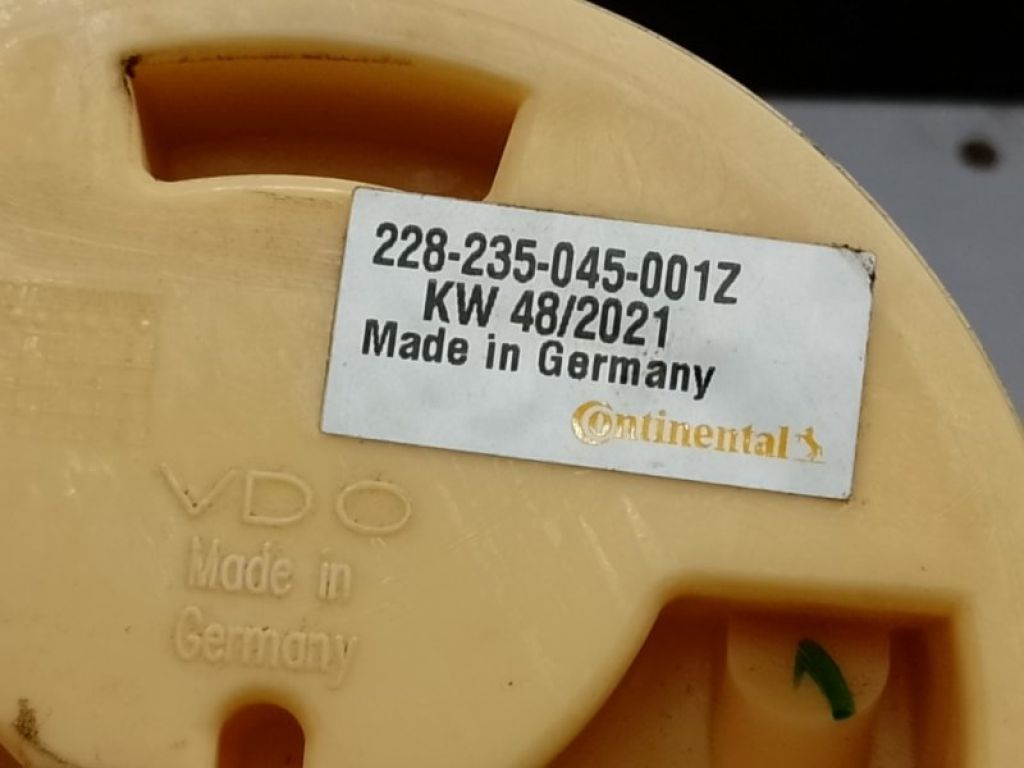 228-235-045-001Z
KW 48/2021
Made in Germany
Continental
VDO
Made in
Germany